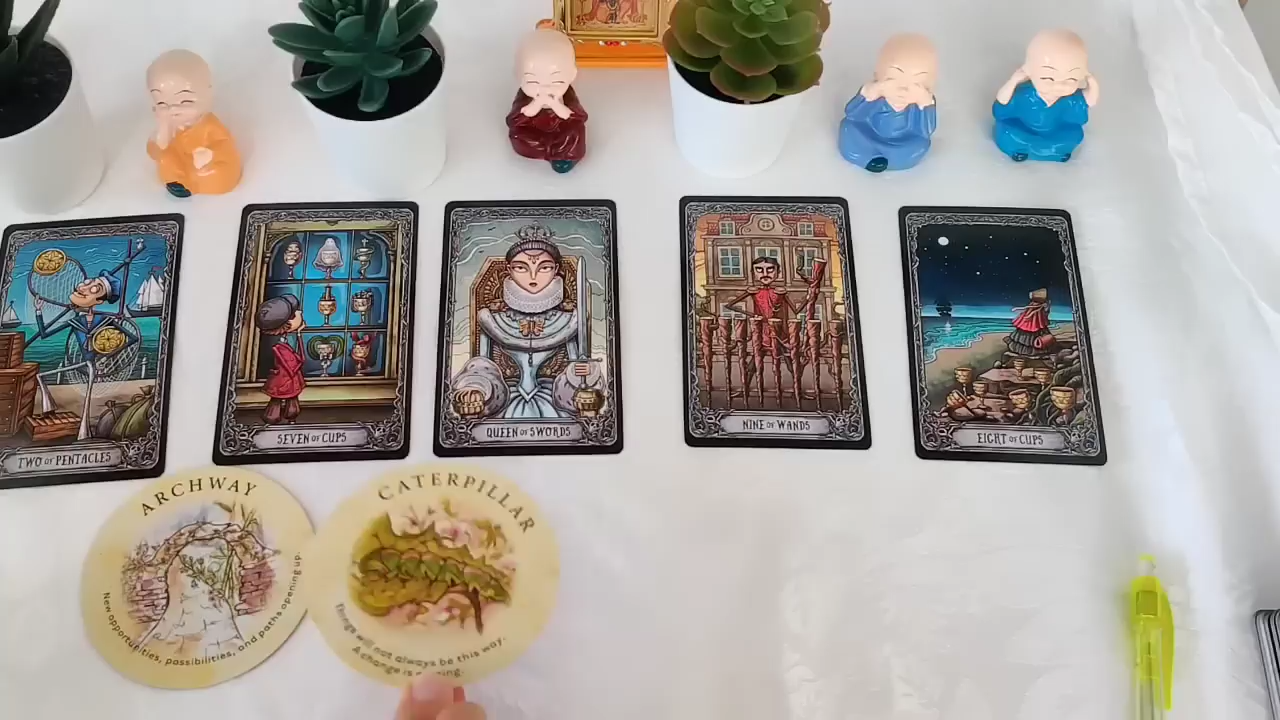 TWO OF PENTACLES
SEVEN OF CUPS
QUEEN OF SWORDS
NINE OF WANDS
EIGHT OF CUPS
ARCHWAY
New opportunities, possibilities, and paths opening up.
CATERPILLAR
Things will not always be this way.
A change is